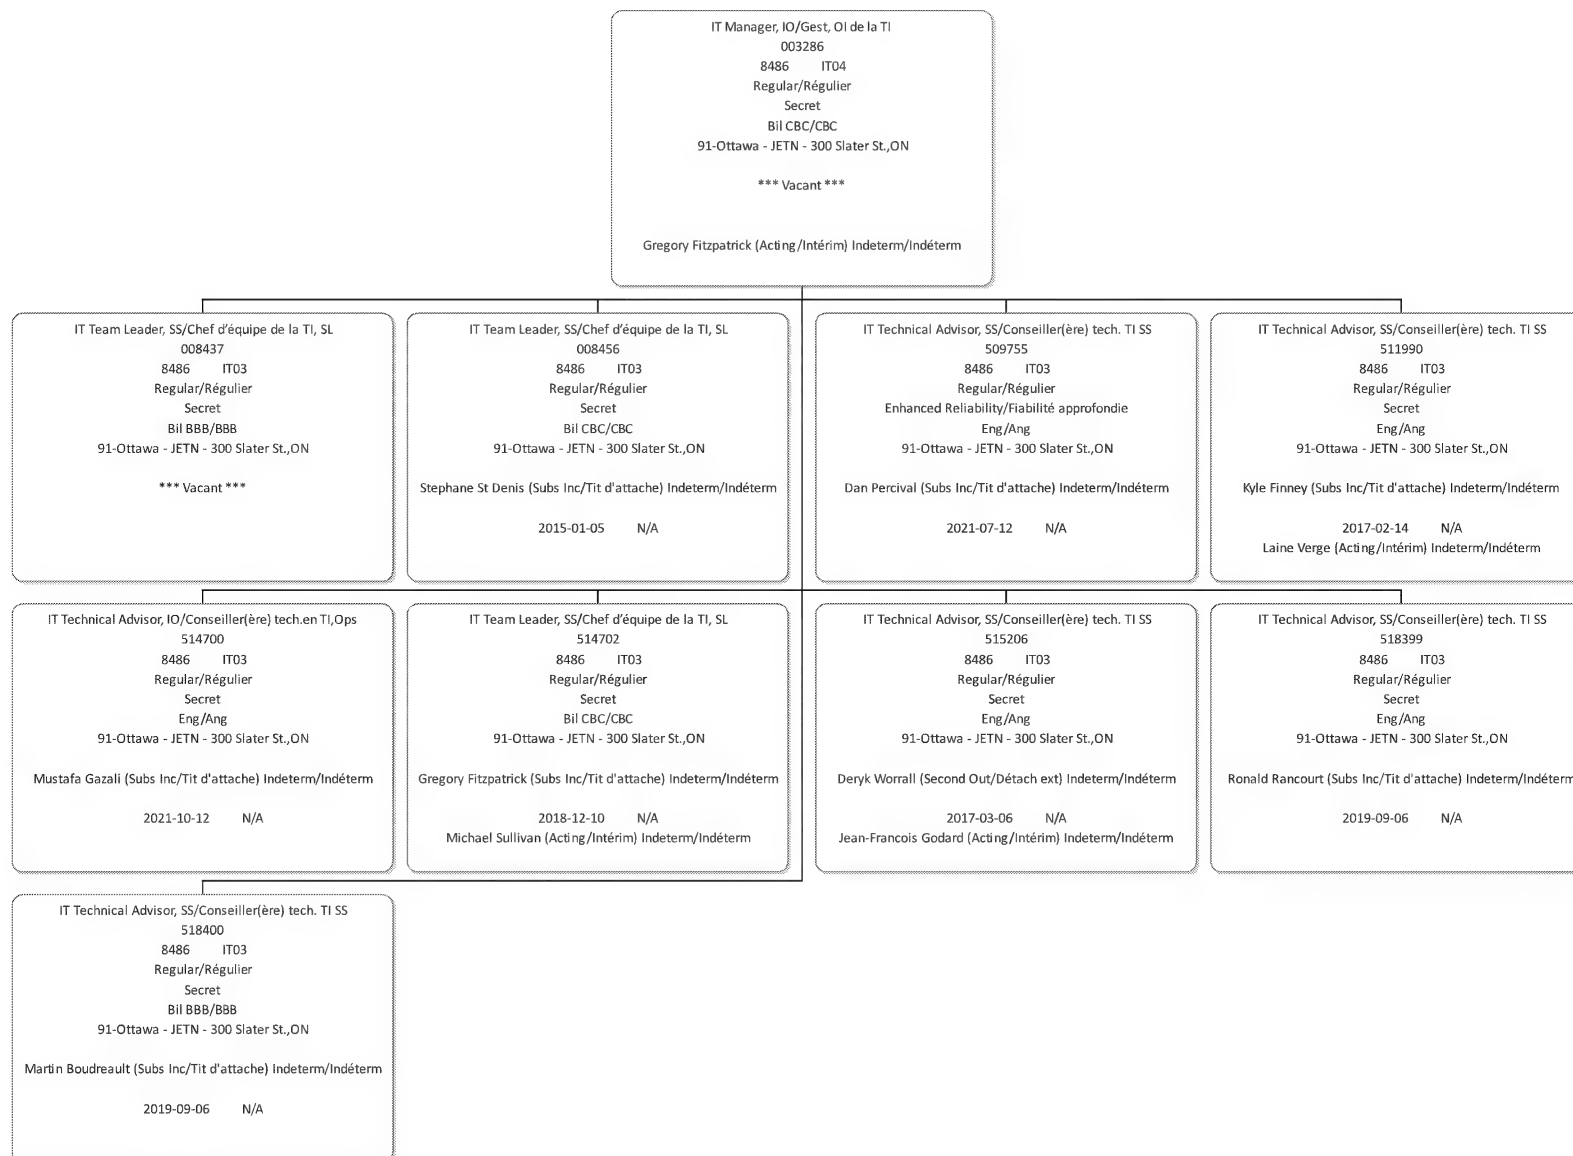 IT Manager, IO/Gest, OI de la TI
003286
8486 IT04
Regular/Régulier
Secret
Bil CBC/CBC
91-Ottawa - JETN - 300 Slater St.,ON
*** Vacant ***
Gregory Fitzpatrick (Acting/Intérim) Indeterm/Indéterm
IT Team Leader, SS/Chef d'équipe de la TI, SL
008437
8486 IT03
Regular/Régulier
Secret
Bil BBB/BBB
91-Ottawa - JETN - 300 Slater St.,ON
*** Vacant ***
IT Team Leader, SS/Chef d'équipe de la TI, SL
008456
8486 IT03
Regular/Régulier
Secret
Bil CBC/CBC
91-Ottawa - JETN - 300 Slater St.,ON
Stephane St Denis (Subs Inc/Tit d'attache) Indeterm/Indéterm
2015-01-05 N/A
IT Technical Advisor, SS/Conseiller(ère) tech. TI SS
509755
8486 IT03
Regular/Régulier
Enhanced Reliability/Fiabilité approfondie
Eng/Ang
91-Ottawa - JETN - 300 Slater St.,ON
Dan Percival (Subs Inc/Tit d'attache) Indeterm/Indéterm
2021-07-12 N/A
IT Technical Advisor, SS/Conseiller(ère) tech. TI SS
511990
8486 IT03
Regular/Régulier
Secret
Eng/Ang
91-Ottawa - JETN - 300 Slater St.,ON
Kyle Finney (Subs Inc/Tit d'attache) Indeterm/Indéterm
2017-02-14 N/A
Laine Verge (Acting/Intérim) Indeterm/Indéterm
IT Technical Advisor, IO/Conseiller(ère) tech.en TI,Ops
514700
8486 IT03
Regular/Régulier
Secret
Eng/Ang
91-Ottawa - JETN - 300 Slater St.,ON
Mustafa Gazali (Subs Inc/Tit d'attache) Indeterm/Indéterm
2021-10-12 N/A
IT Team Leader, SS/Chef d'équipe de la TI, SL
514702
8486 IT03
Regular/Régulier
Secret
Bil CBC/CBC
91-Ottawa - JETN - 300 Slater St.,ON
Gregory Fitzpatrick (Subs Inc/Tit d'attache) Indeterm/Indéterm
2018-12-10 N/A
Michael Sullivan (Acting/Intérim) Indeterm/Indéterm
IT Technical Advisor, SS/Conseiller(ère) tech. TI SS
515206
8486 IT03
Regular/Régulier
Secret
Eng/Ang
91-Ottawa - JETN - 300 Slater St.,ON
Deryk Worrall (Second Out/Détach ext) Indeterm/Indéterm
2017-03-06 N/A
Jean-Francois Godard (Acting/Intérim) Indeterm/Indéterm
IT Technical Advisor, SS/Conseiller(ère) tech. TI SS
518399
8486 IT03
Regular/Régulier
Secret
Eng/Ang
91-Ottawa - JETN - 300 Slater St.,ON
Ronald Rancourt (Subs Inc/Tit d'attache) Indeterm/Indéterm
2019-09-06 N/A
IT Technical Advisor, SS/Conseiller(ère) tech. TI SS
518400
8486 IT03
Regular/Régulier
Secret
Bil BBB/BBB
91-Ottawa - JETN - 300 Slater St.,ON
Martin Boudreault (Subs Inc/Tit d'attache) Indeterm/Indéterm
2019-09-06 N/A